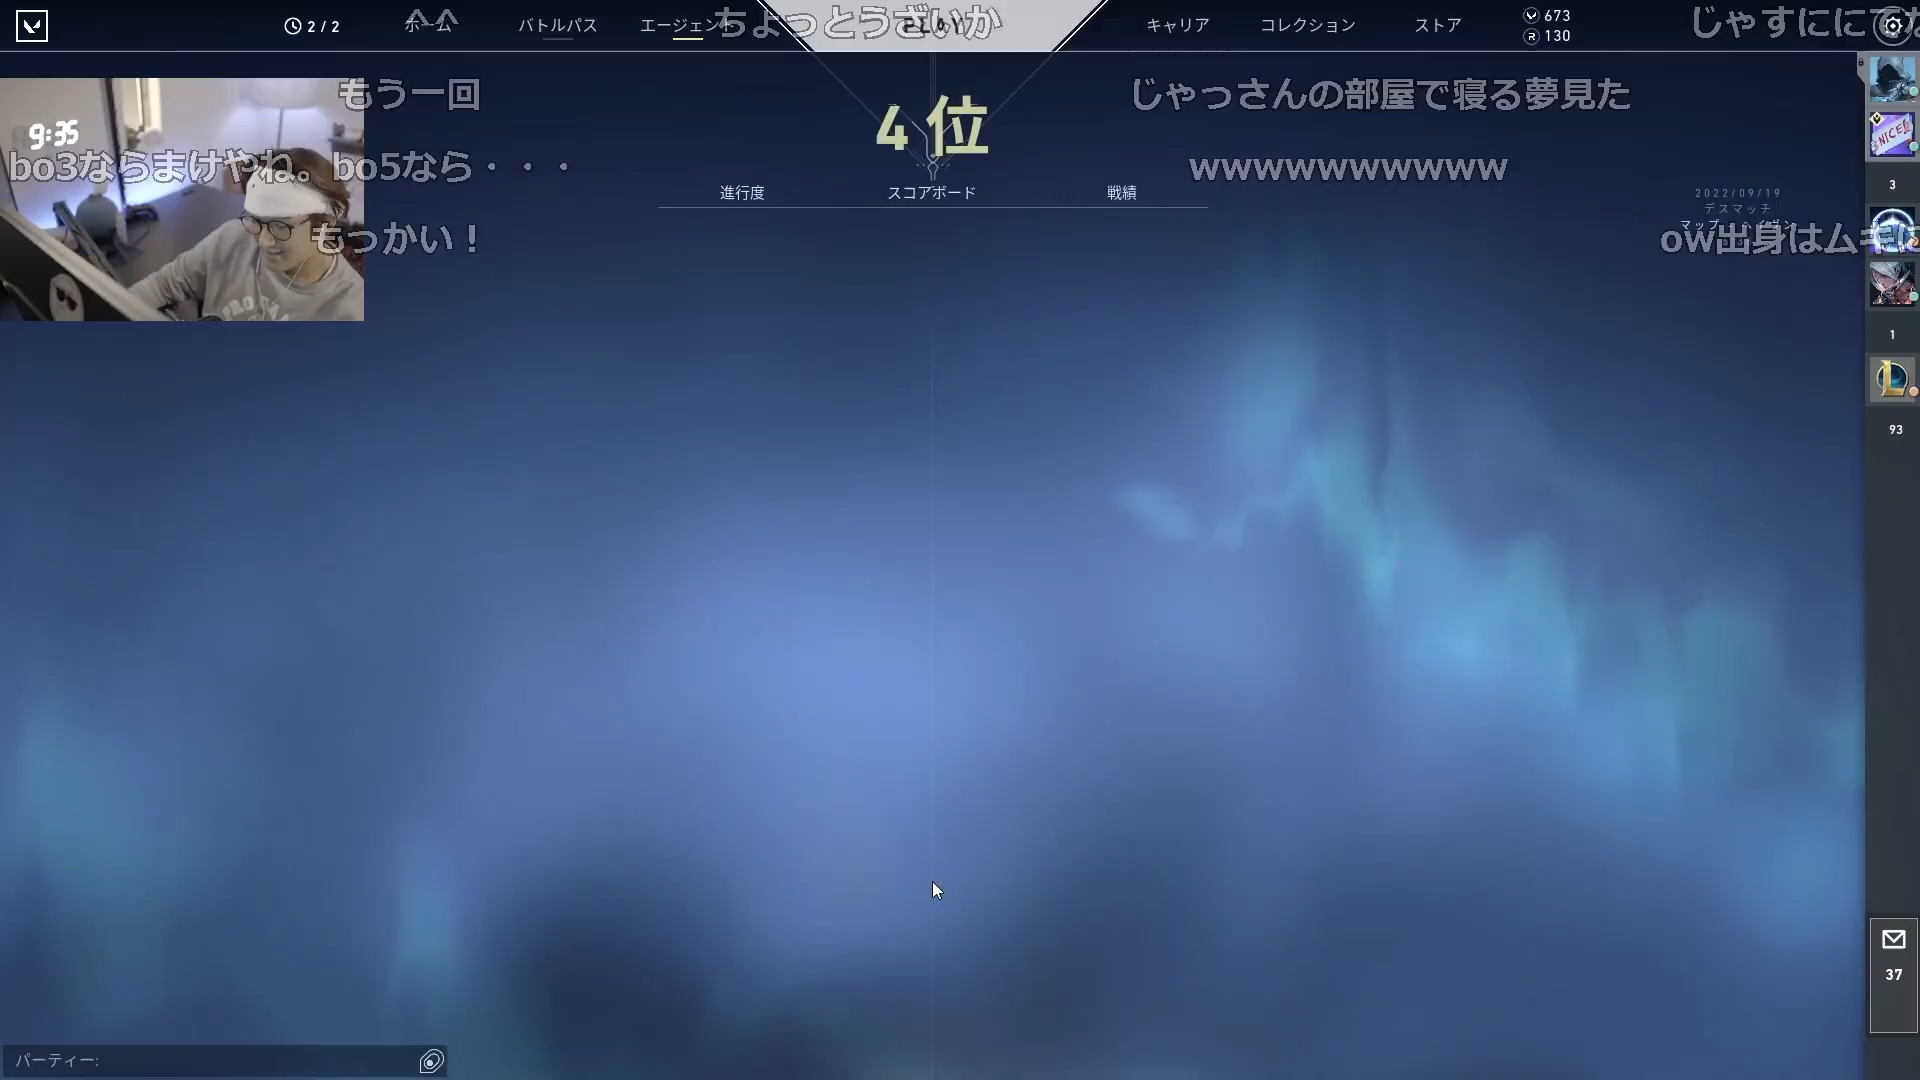 2 / 2
ホーム
^^
バトルパス
エージェント
ちょっとうざいか
キャリア
コレクション
ストア
673
130
じゃすににてな
9:35
もう一回
4 位
じゃっさんの部屋で寝る夢見た
NICE!
bo3ならまけやね。bo5なら・・・
wwwwwwwwww
進行度
スコアボード
戦績
3
2022/09/19
デスマッチ
もっかい！
ow出身はムキに
1
93
37
パーティー: